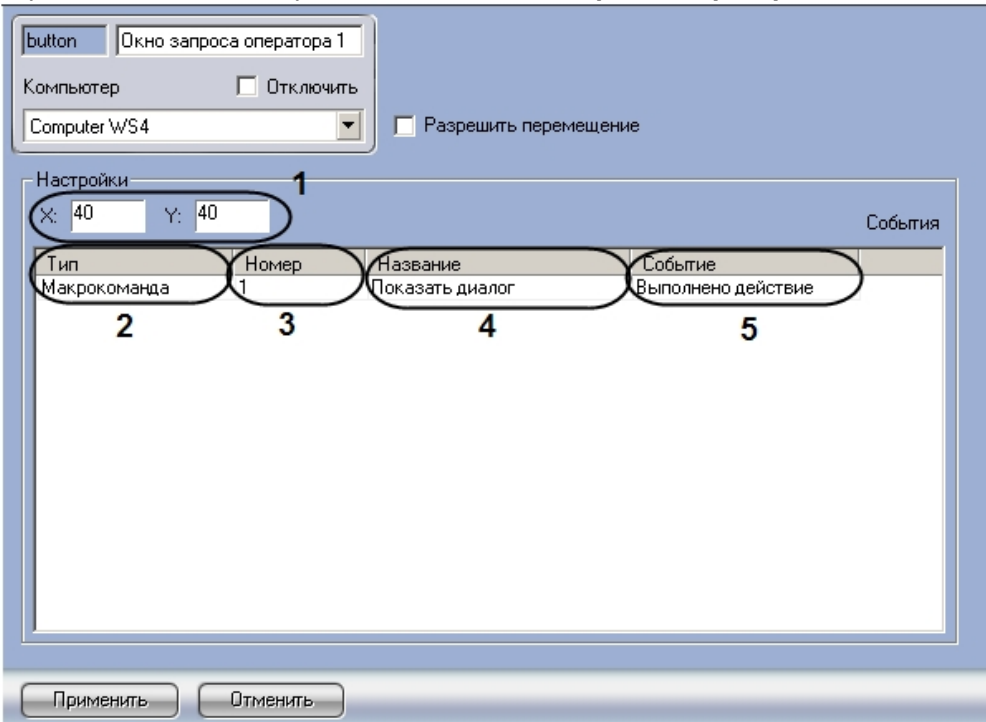 button Окно запроса оператора 1
Компьютер Отключить
Computer WS4 Разрешить перемещение
Настройки 1
X: 40 Y: 40
События
Тип Номер Название Событие
Макрокоманда 1 Показать диалог Выполнено действие
2 3 4 5
Применить Отменить